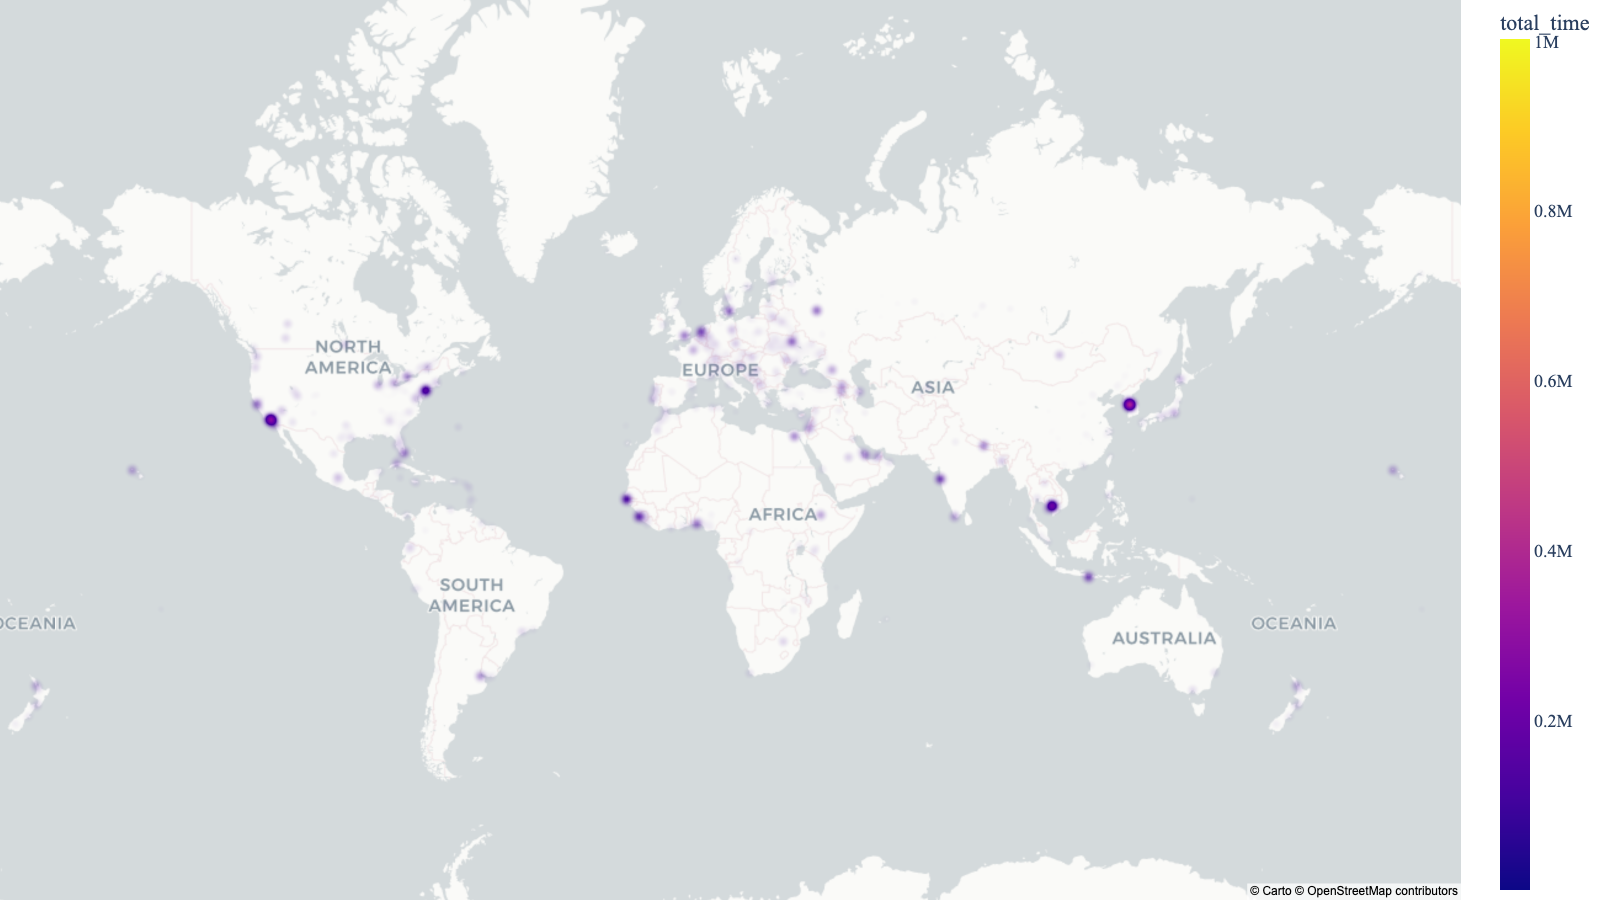 total_time
1M
0.8M
0.6M
0.4M
0.2M
NORTH
AMERICA
EUROPE
ASIA
AFRICA
SOUTH
AMERICA
OCEANIA
AUSTRALIA
OCEANIA
© Carto © OpenStreetMap contributors